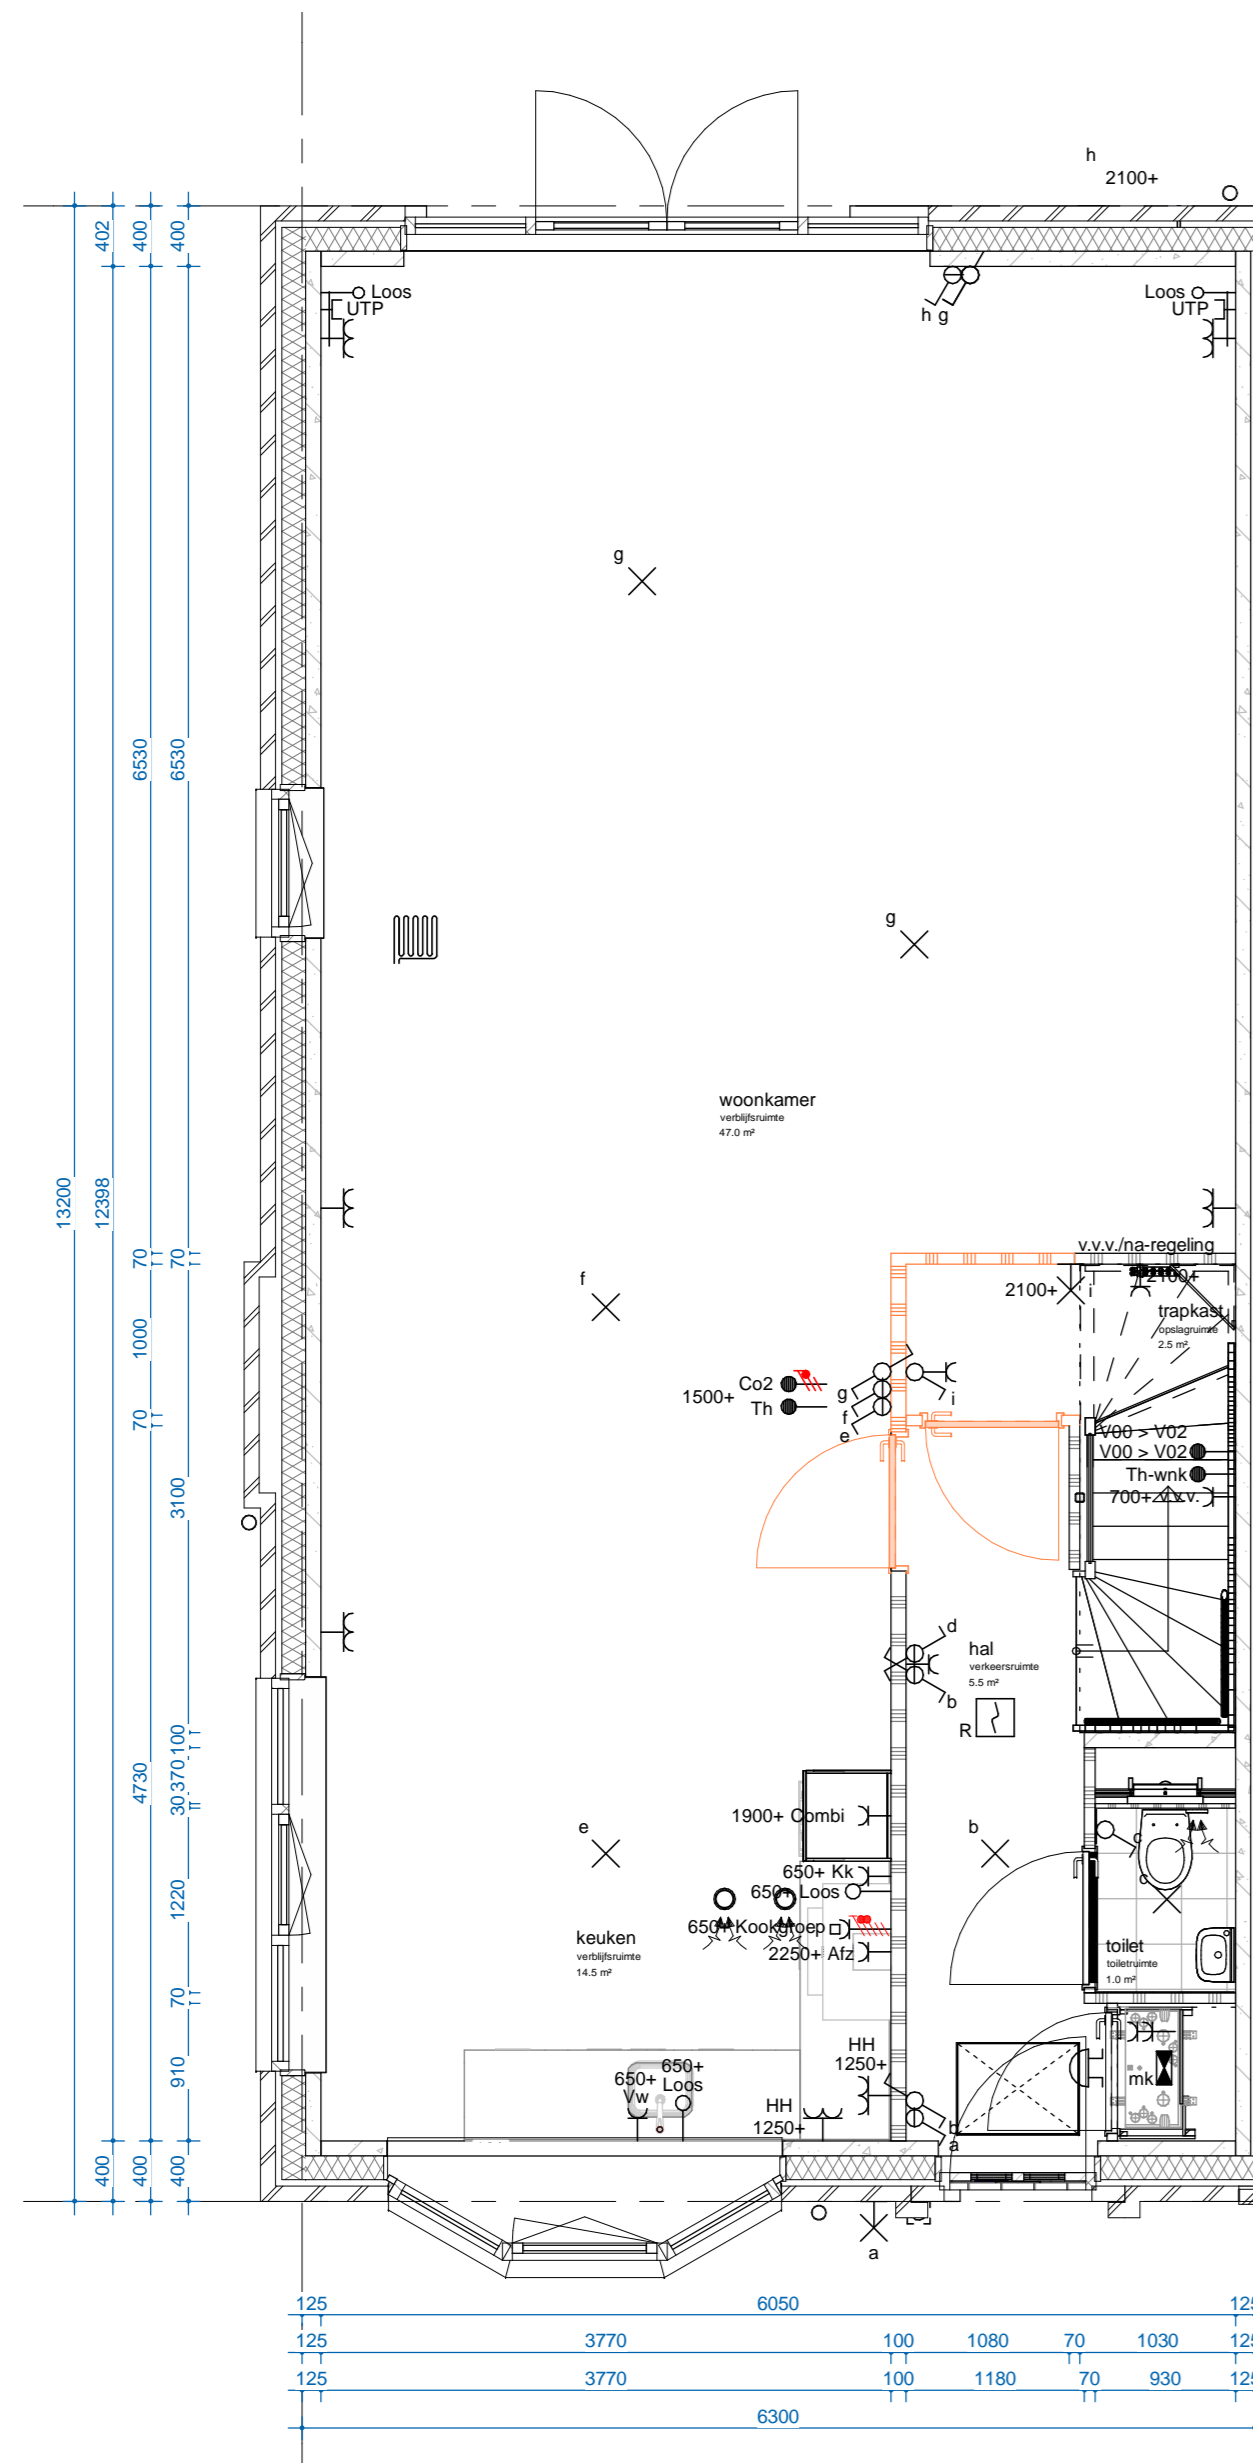 h
2100+
402
400
400
Loos
UTP
Loos
UTP
h g
g
6530
6530
g
woonkamer
verblijfsruimte
47.0 m²
13200
12398
70
70
v.v.v./na-regeling
f
2100+
i
2100+
trapkast
opslagruimte
2.5 m²
1000
Co2
1500+
Th
g
f
e
i
70
V00 > V02
V00 > V02
Th-wnk
700+ v.v.v.
3100
d
hal
verkeersruimte
5.5 m²
b
R
100
370
30
4730
1900+ Combi
e
b
c
650+ Kk
c
650+ Loos
1220
650+ Kookgroep
2250+ Afz
keuken
verblijfsruimte
14.5 m²
toilet
toiletruimte
1.0 m²
70
HH
1250+
910
650+
Loos
650+
Vw
mk
HH
1250+
b
a
400
400
400
a
125
6050
125
125
3770
100
1080
70
1030
125
125
3770
100
1180
70
930
125
6300